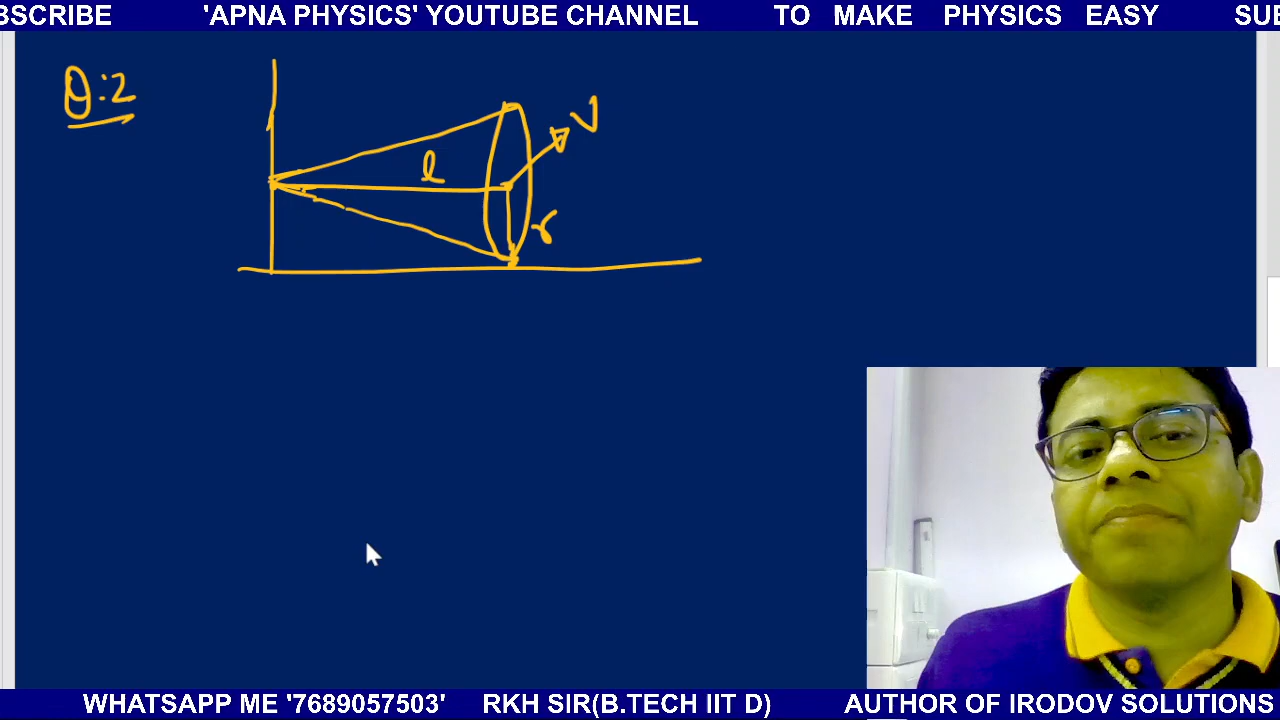 BSCRIBE 'APNA PHYSICS' YOUTUBE CHANNEL TO MAKE PHYSICS EASY SUB
Q:2
V
l
r
WHATSAPP ME '7689057503' RKH SIR(B.TECH IIT D) AUTHOR OF IRODOV SOLUTIONS